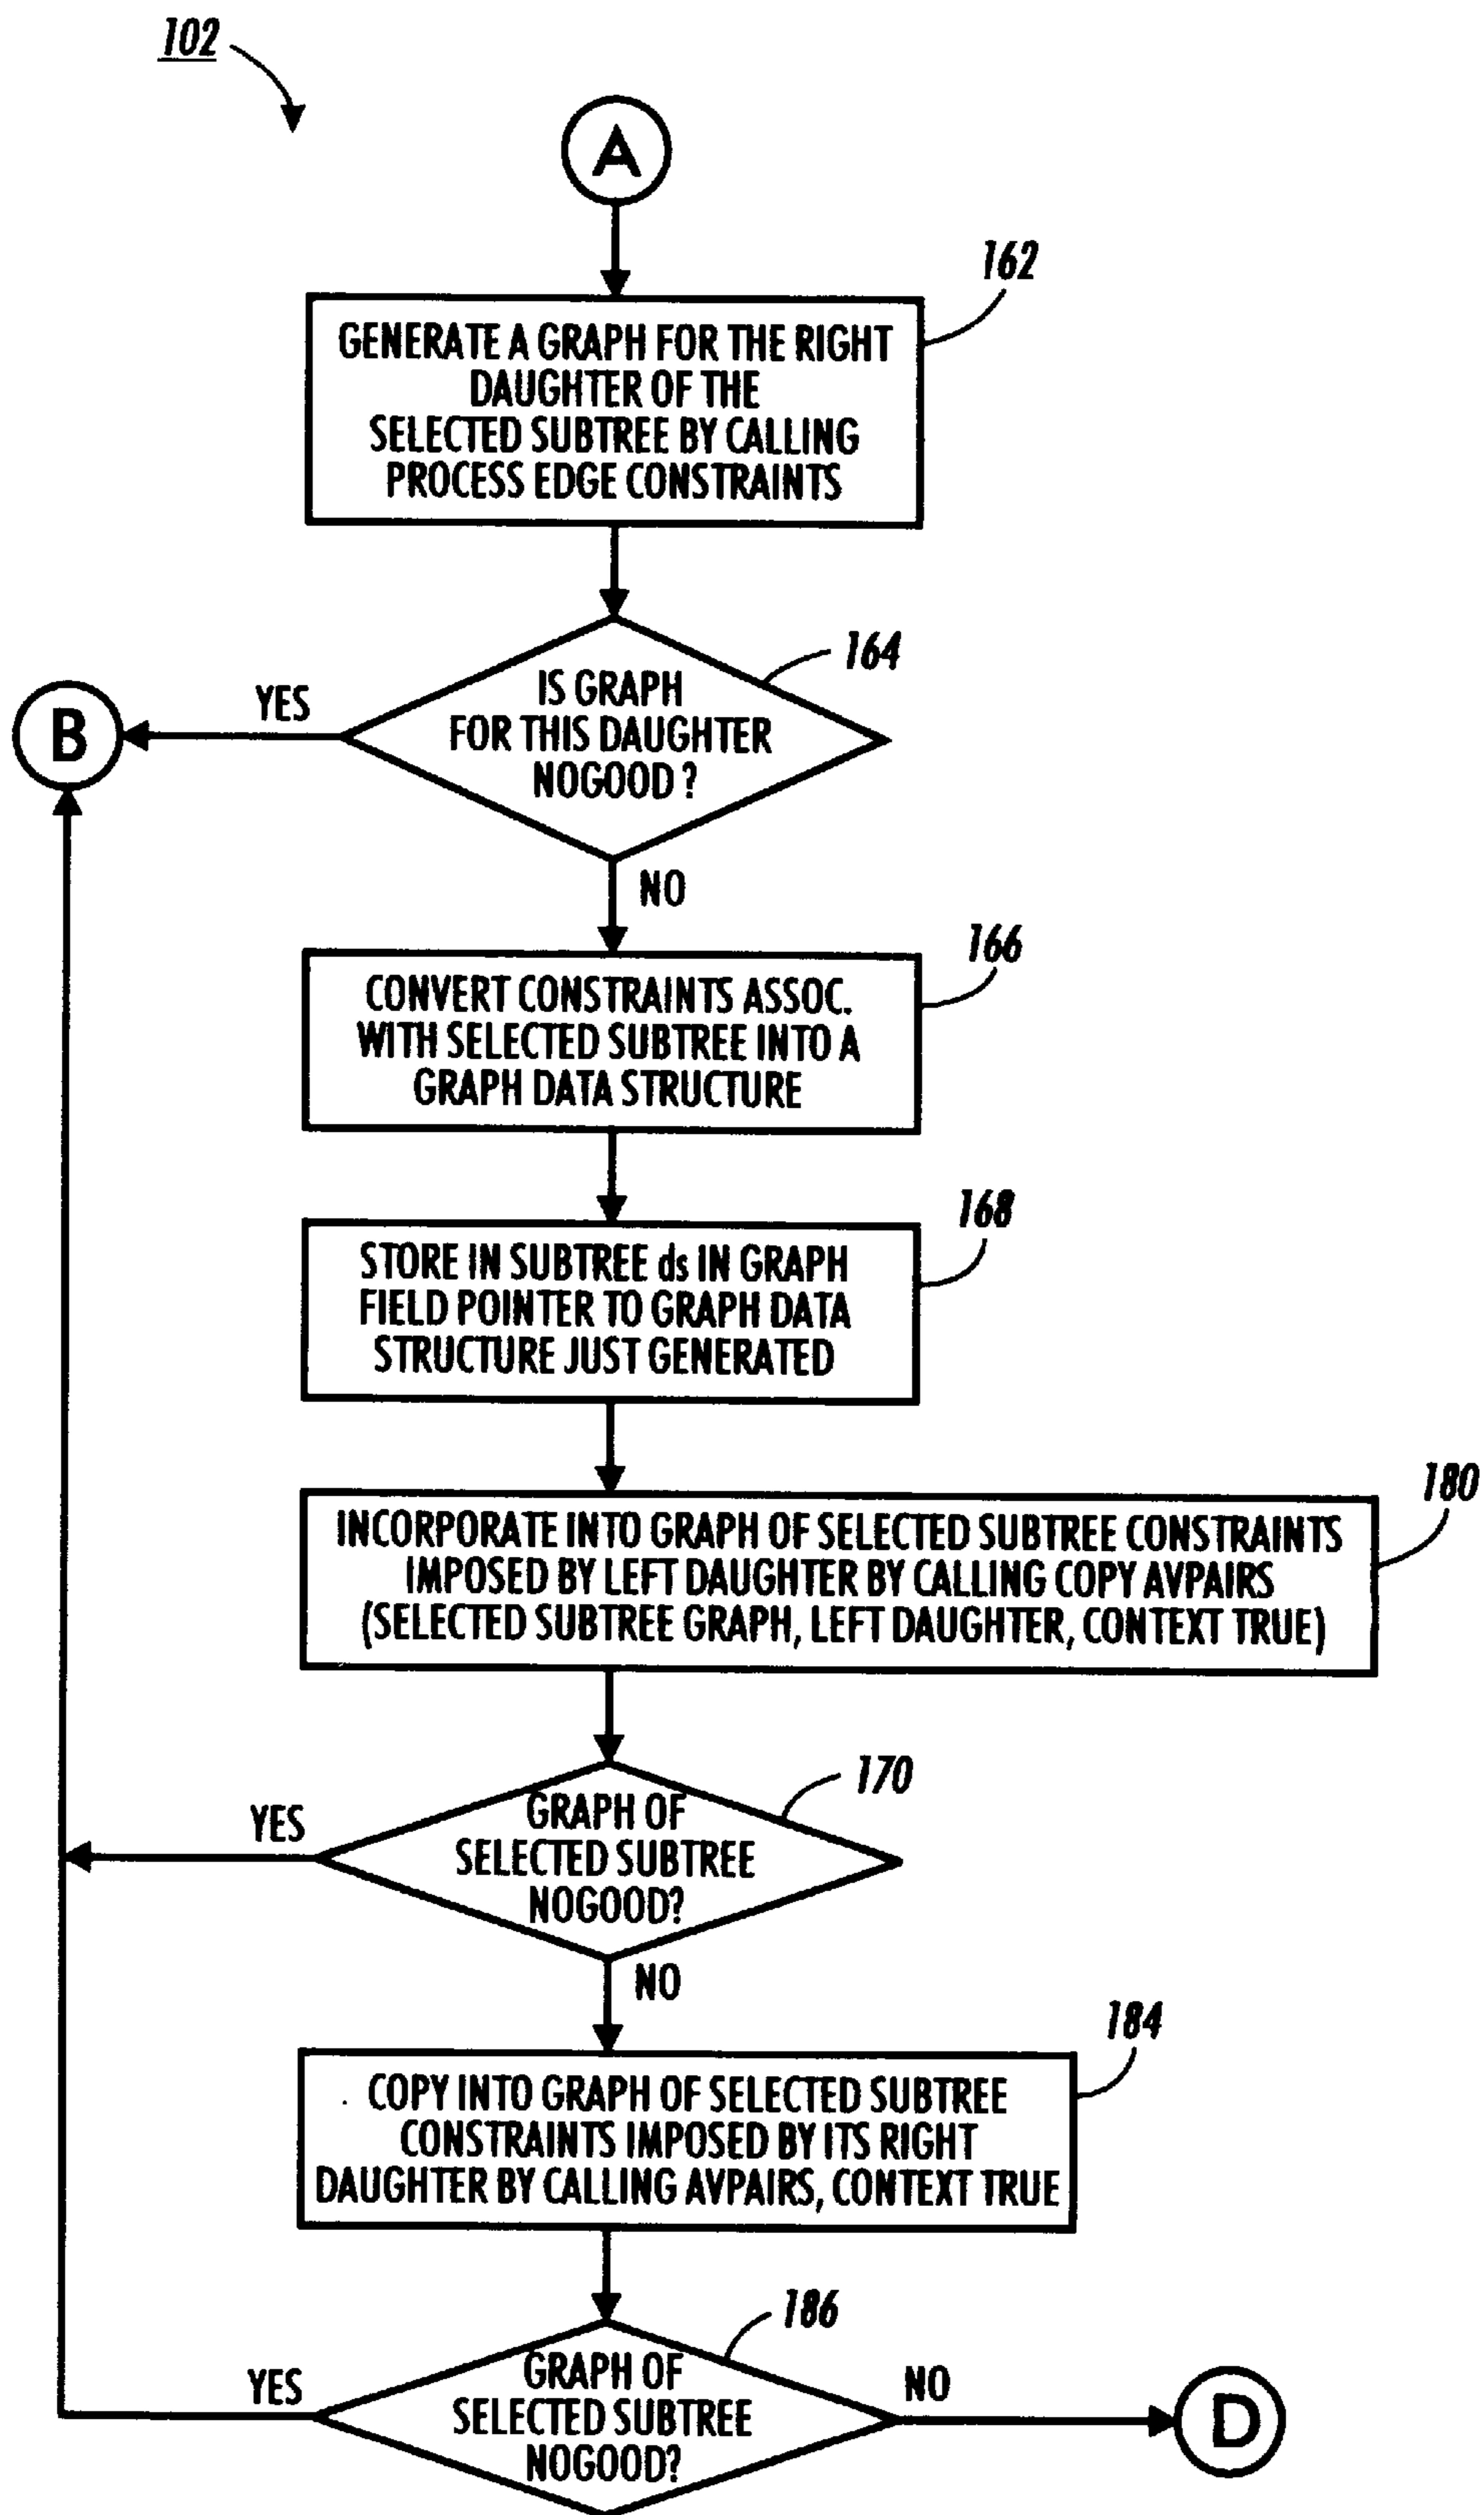 102
A
162
GENERATE A GRAPH FOR THE RIGHT
DAUGHTER OF THE
SELECTED SUBTREE BY CALLING
PROCESS EDGE CONSTRAINTS
164
IS GRAPH
FOR THIS DAUGHTER
NOGOOD ?
YES
B
NO
166
CONVERT CONSTRAINTS ASSOC.
WITH SELECTED SUBTREE INTO A
GRAPH DATA STRUCTURE
168
STORE IN SUBTREE ds IN GRAPH
FIELD POINTER TO GRAPH DATA
STRUCTURE JUST GENERATED
180
INCORPORATE INTO GRAPH OF SELECTED SUBTREE CONSTRAINTS
IMPOSED BY LEFT DAUGHTER BY CALLING COPY AVPAIRS
(SELECTED SUBTREE GRAPH, LEFT DAUGHTER, CONTEXT TRUE)
170
GRAPH OF
SELECTED SUBTREE
NOGOOD?
YES
NO
184
COPY INTO GRAPH OF SELECTED SUBTREE
CONSTRAINTS IMPOSED BY ITS RIGHT
DAUGHTER BY CALLING AVPAIRS, CONTEXT TRUE
186
GRAPH OF
SELECTED SUBTREE
NOGOOD?
YES
NO
D